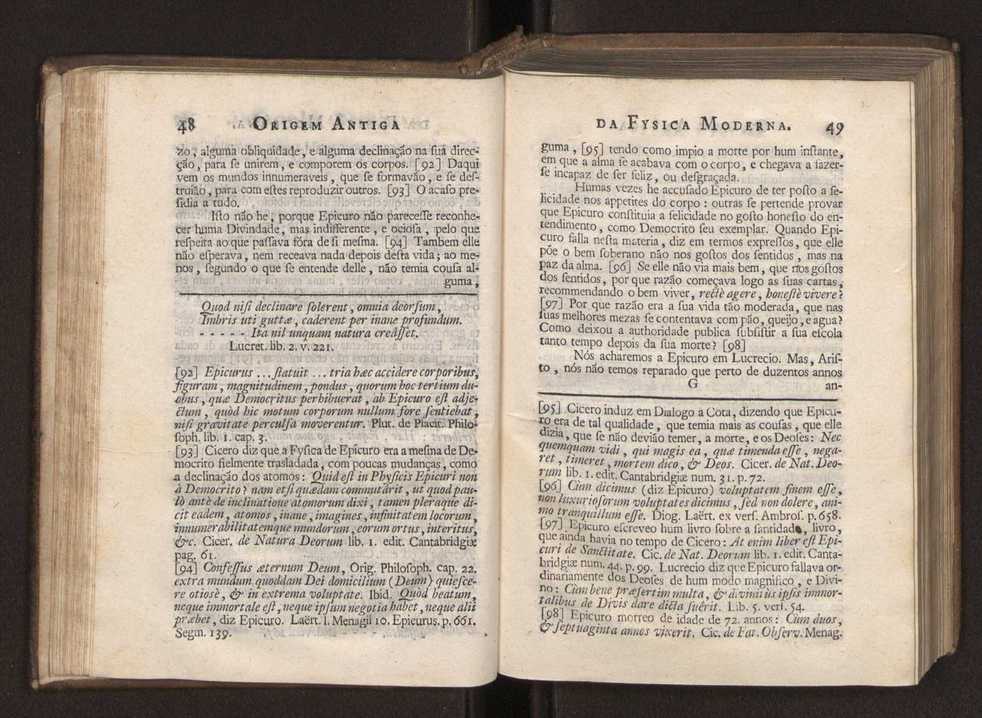 48 ORIGEM ANTIGA
zo, alguma obliquidade, e alguma declinação na sua direc-
ção, para se unirem, e comporem os corpos. [92] Daqui
vem os mundos innumeraveis, que se formavão, e se des-
truião, para com estes reproduzir outros. [93] O acaso pre-
sidia a tudo.
Isto não he, porque Epicuro não parecesse reconhe-
cer huma Divindade, mas indifferente, e ociosa, pelo que
respeita ao que passava fóra de si mesma. [94] Tambem elle
não esperava, nem receava nada depois desta vida; ao me-
nos, segundo o que se entende delle, não temia cousa al-
guma,
Quod nisi declinare solerent, omnia deorsum,
Imbris uti guttæ, caderent per inane profundum.
- - - - - Ita nil unquam natura creâsset.
Lucret. lib. 2. v. 221.
[92] Epicurus ... statuit ... tria hæc accidere corporibus,
figuram, magnitudinem, pondus, quorum hoc tertium du-
obus, quæ Democritus perhibuerat, ab Epicuro est adje-
ctum, quòd hic motum corporum nullum fore sentiebat,
nisi gravitate perculsa moverentur. Plut. de Placit. Philo-
soph. lib. 1. cap. 3.
[93] Cicero diz que a Fysica de Epicuro era a mesma de De-
mocrito fielmente trasladada, com poucas mudanças, como
a declinação dos atomos: Quid est in Physicis Epicuri non
à Democrito? nam etsi quædam commutârit, ut quod pau-
lò antè de inclinatione atomorum dixi, tamen pleraque di-
cit eadem, atomos, inane, imagines, infinitatem locorum,
innumerabilitatemque mundorum, eorum ortus, interitus,
&c. Cicer. de Natura Deorum lib. 1. edit. Cantabridgiæ
pag. 61.
[94] Confessus æternum Deum, Orig. Philosoph. cap. 22.
extra mundum quoddam Dei domicilium (Deum) quiesce-
re otiosè, & in extrema voluptate. Ibid. Quod beatum,
neque immortale est, neque ipsum negotia habet, neque alii
præbet, diz Epicuro. Laërt. l. Menagii 10. Epicurus. p. 661.
Segm. 139.
DA FYSICA MODERNA. 49
guma, [95] tendo como impio a morte por hum instante,
em que a alma se acabava com o corpo, e chegava a fazer-
se incapaz de ser feliz, ou desgraçada.
Humas vezes he accusado Epicuro de ter posto a fe-
licidade nos appetites do corpo: outras se pertende provar
que Epicuro constituia a felicidade no gosto honesto do en-
tendimento, como Democrito seu exemplar. Quando Epi-
curo falla nesta materia, diz em termos expressos, que elle
põe o bem soberano não nos gostos dos sentidos, mas na
paz da alma. [96] Se elle não via mais bem, que nos gostos
dos sentidos, por que razão começava logo as suas cartas,
recommendando o bem viver, rectè agere, honestè vivere?
[97] Por que razão era a sua vida tão moderada, que nas
suas melhores mezas se contentava com pão, queijo, e agua?
Como deixou a authoridade publica subsistir a sua escola
tanto tempo depois da sua morte? [98]
Nós acharemos a Epicuro em Lucrecio. Mas, Aris-
to, nós não temos reparado que perto de duzentos annos
G an-
[95] Cicero induz em Dialogo a Cota, dizendo que Epicu-
ro era de tal qualidade, que temia mais as cousas, que elle
dizia, que se não devião temer, a morte, e os Deoses: Nec
quemquam vidi, qui magis ea, quæ timenda esse, nega-
ret, timeret, mortem dico, & Deos. Cicer. de Nat. Deo-
rum lib. 1. edit. Cantabridgiæ num. 31. p. 72.
[96] Cùm dicimus (diz Epicuro) voluptatem finem esse,
non luxuriosorum voluptates dicimus, sed non dolere, ani-
mo tranquillum esse. Diog. Laërt. ex vers. Ambros. p. 658.
[97] Epicuro escreveo hum livro sobre a santidade, livro,
que ainda havia no tempo de Cicero: At enim liber est Epi-
curi de Sanctitate. Cic. de Nat. Deorum lib. 1. edit. Canta-
bridgiæ num. 44. p. 99. Lucrecio diz que Epicuro fallava or-
dinariamente dos Deoses de hum modo magnifico, e Divi-
no: Cùm bene præsertim multa, & divinitus ipsis immor-
talibus de Divis dare dicta suêrit. Lib. 5. vers. 54.
[98] Epicuro morreo de idade de 72. annos: Cùm duos,
& septuaginta annos vixerit. Cic. de Fat. Observ. Menag.